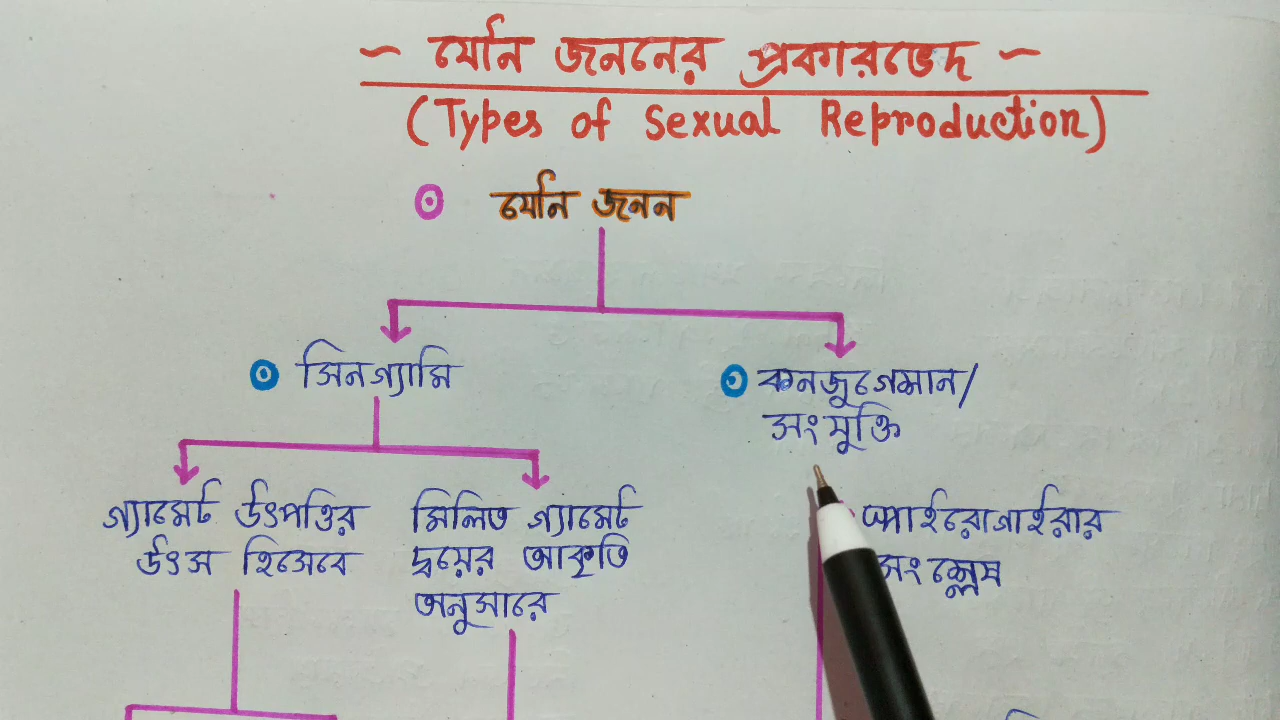 ~ যৌন জননের প্রকারভেদ ~
(Types of Sexual Reproduction)
যৌন জনন
সিনগ্যামি
কনজুগেসান/
সংযুক্তি
গ্যামেট উৎপত্তির
উৎস হিসেবে
মিলিত গ্যামেট
দ্বয়ের আকৃতি
অনুসারে
স্পাইরোগাইরার
সংশ্লেষ